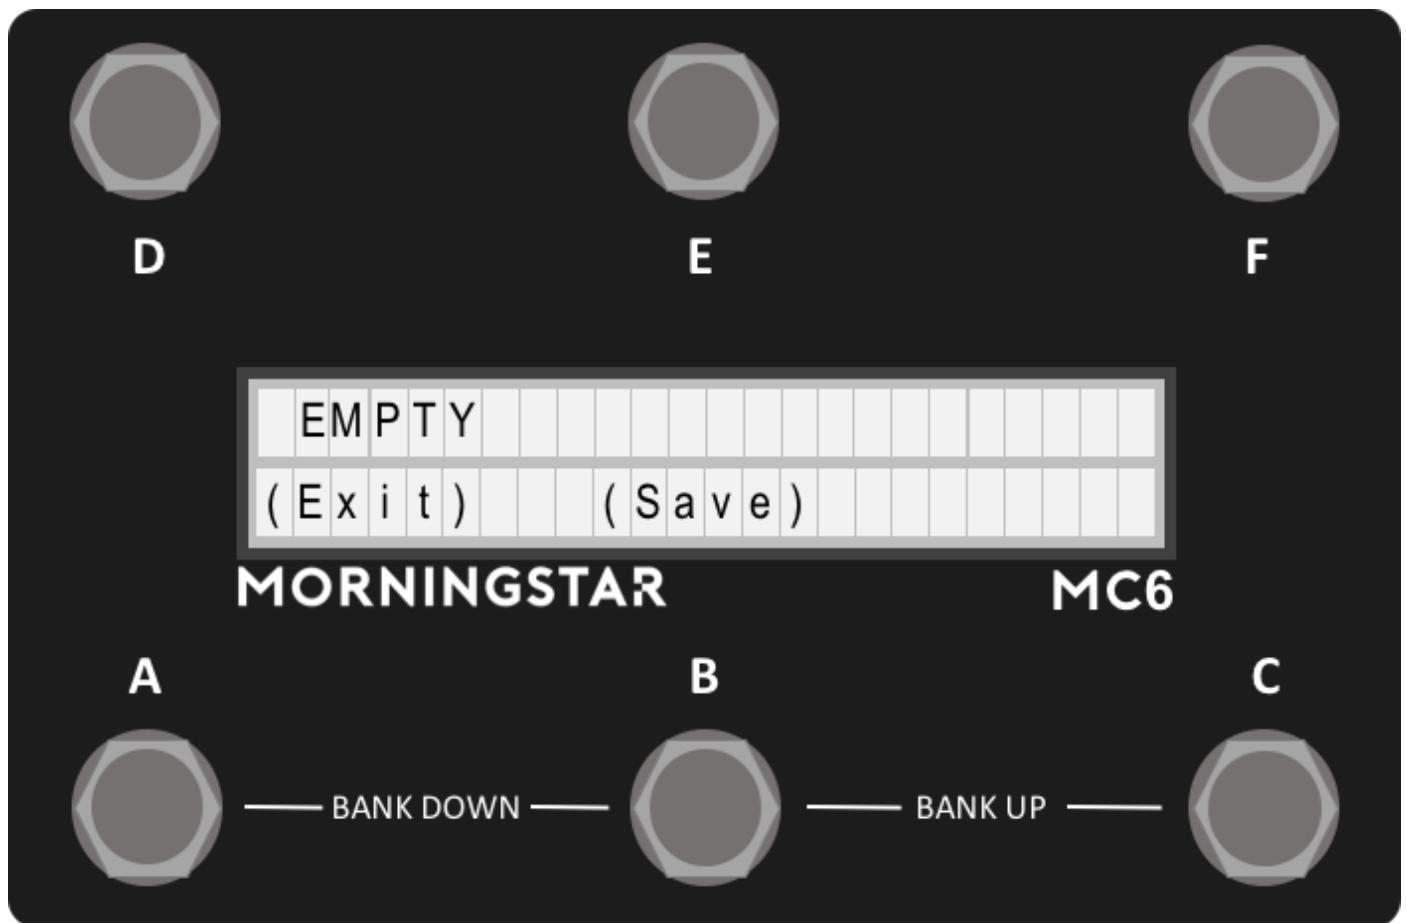 D E F
EMPTY
(Exit) (Save)
MORNINGSTAR MC6
A B C
BANK DOWN BANK UP